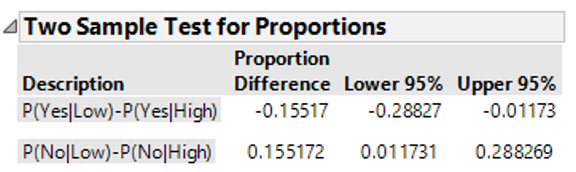 Two Sample Test for Proportions
Proportion
Description Difference Lower 95% Upper 95%
P(Yes|Low)-P(Yes|High) -0.15517 -0.28827 -0.01173
P(No|Low)-P(No|High) 0.155172 0.011731 0.288269